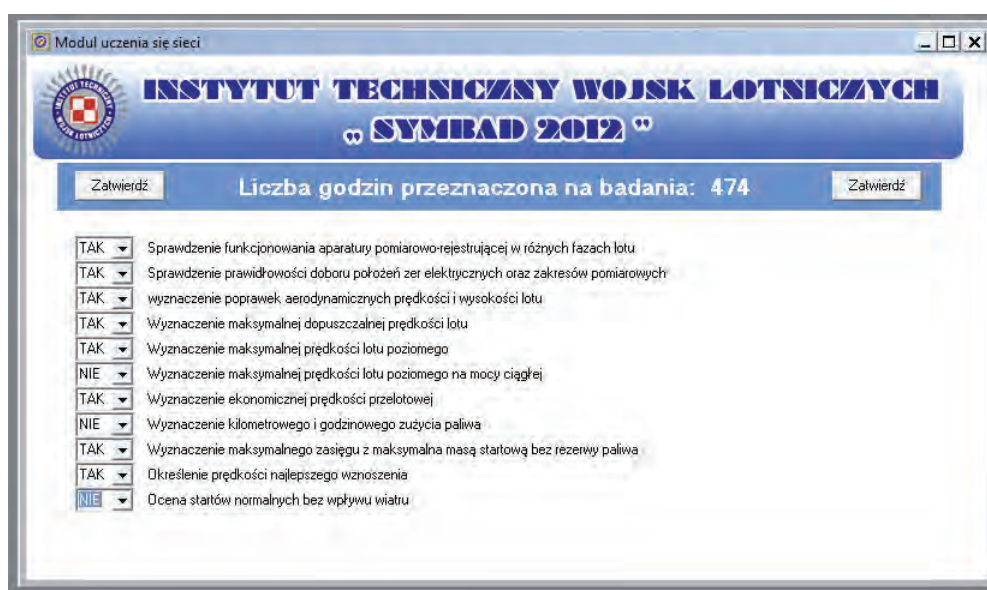 Moduł uczenia się sieci
INSTYTUT TECHNICZNY WOJSK LOTNICZYCH
„ SYMBAD 2012 ”
Zatwierdź Liczba godzin przeznaczona na badania: 474 Zatwierdź
TAK Sprawdzenie funkcjonowania aparatury pomiarowo-rejestrującej w różnych fazach lotu
TAK Sprawdzenie prawidłowości doboru położeń zer elektrycznych oraz zakresów pomiarowych
TAK wyznaczenie poprawek aerodynamicznych prędkości i wysokości lotu
TAK Wyznaczenie maksymalnej dopuszczalnej prędkości lotu
TAK Wyznaczenie maksymalnej prędkości lotu poziomego
NIE Wyznaczenie maksymalnej prędkości lotu poziomego na mocy ciągłej
TAK Wyznaczenie ekonomicznej prędkości przelotowej
NIE Wyznaczenie kilometrowego i godzinowego zużycia paliwa
TAK Wyznaczenie maksymalnego zasięgu z maksymalna masą startową bez rezerwy paliwa
TAK Określenie prędkości najlepszego wznoszenia
NIE Ocena startów normalnych bez wpływu wiatru